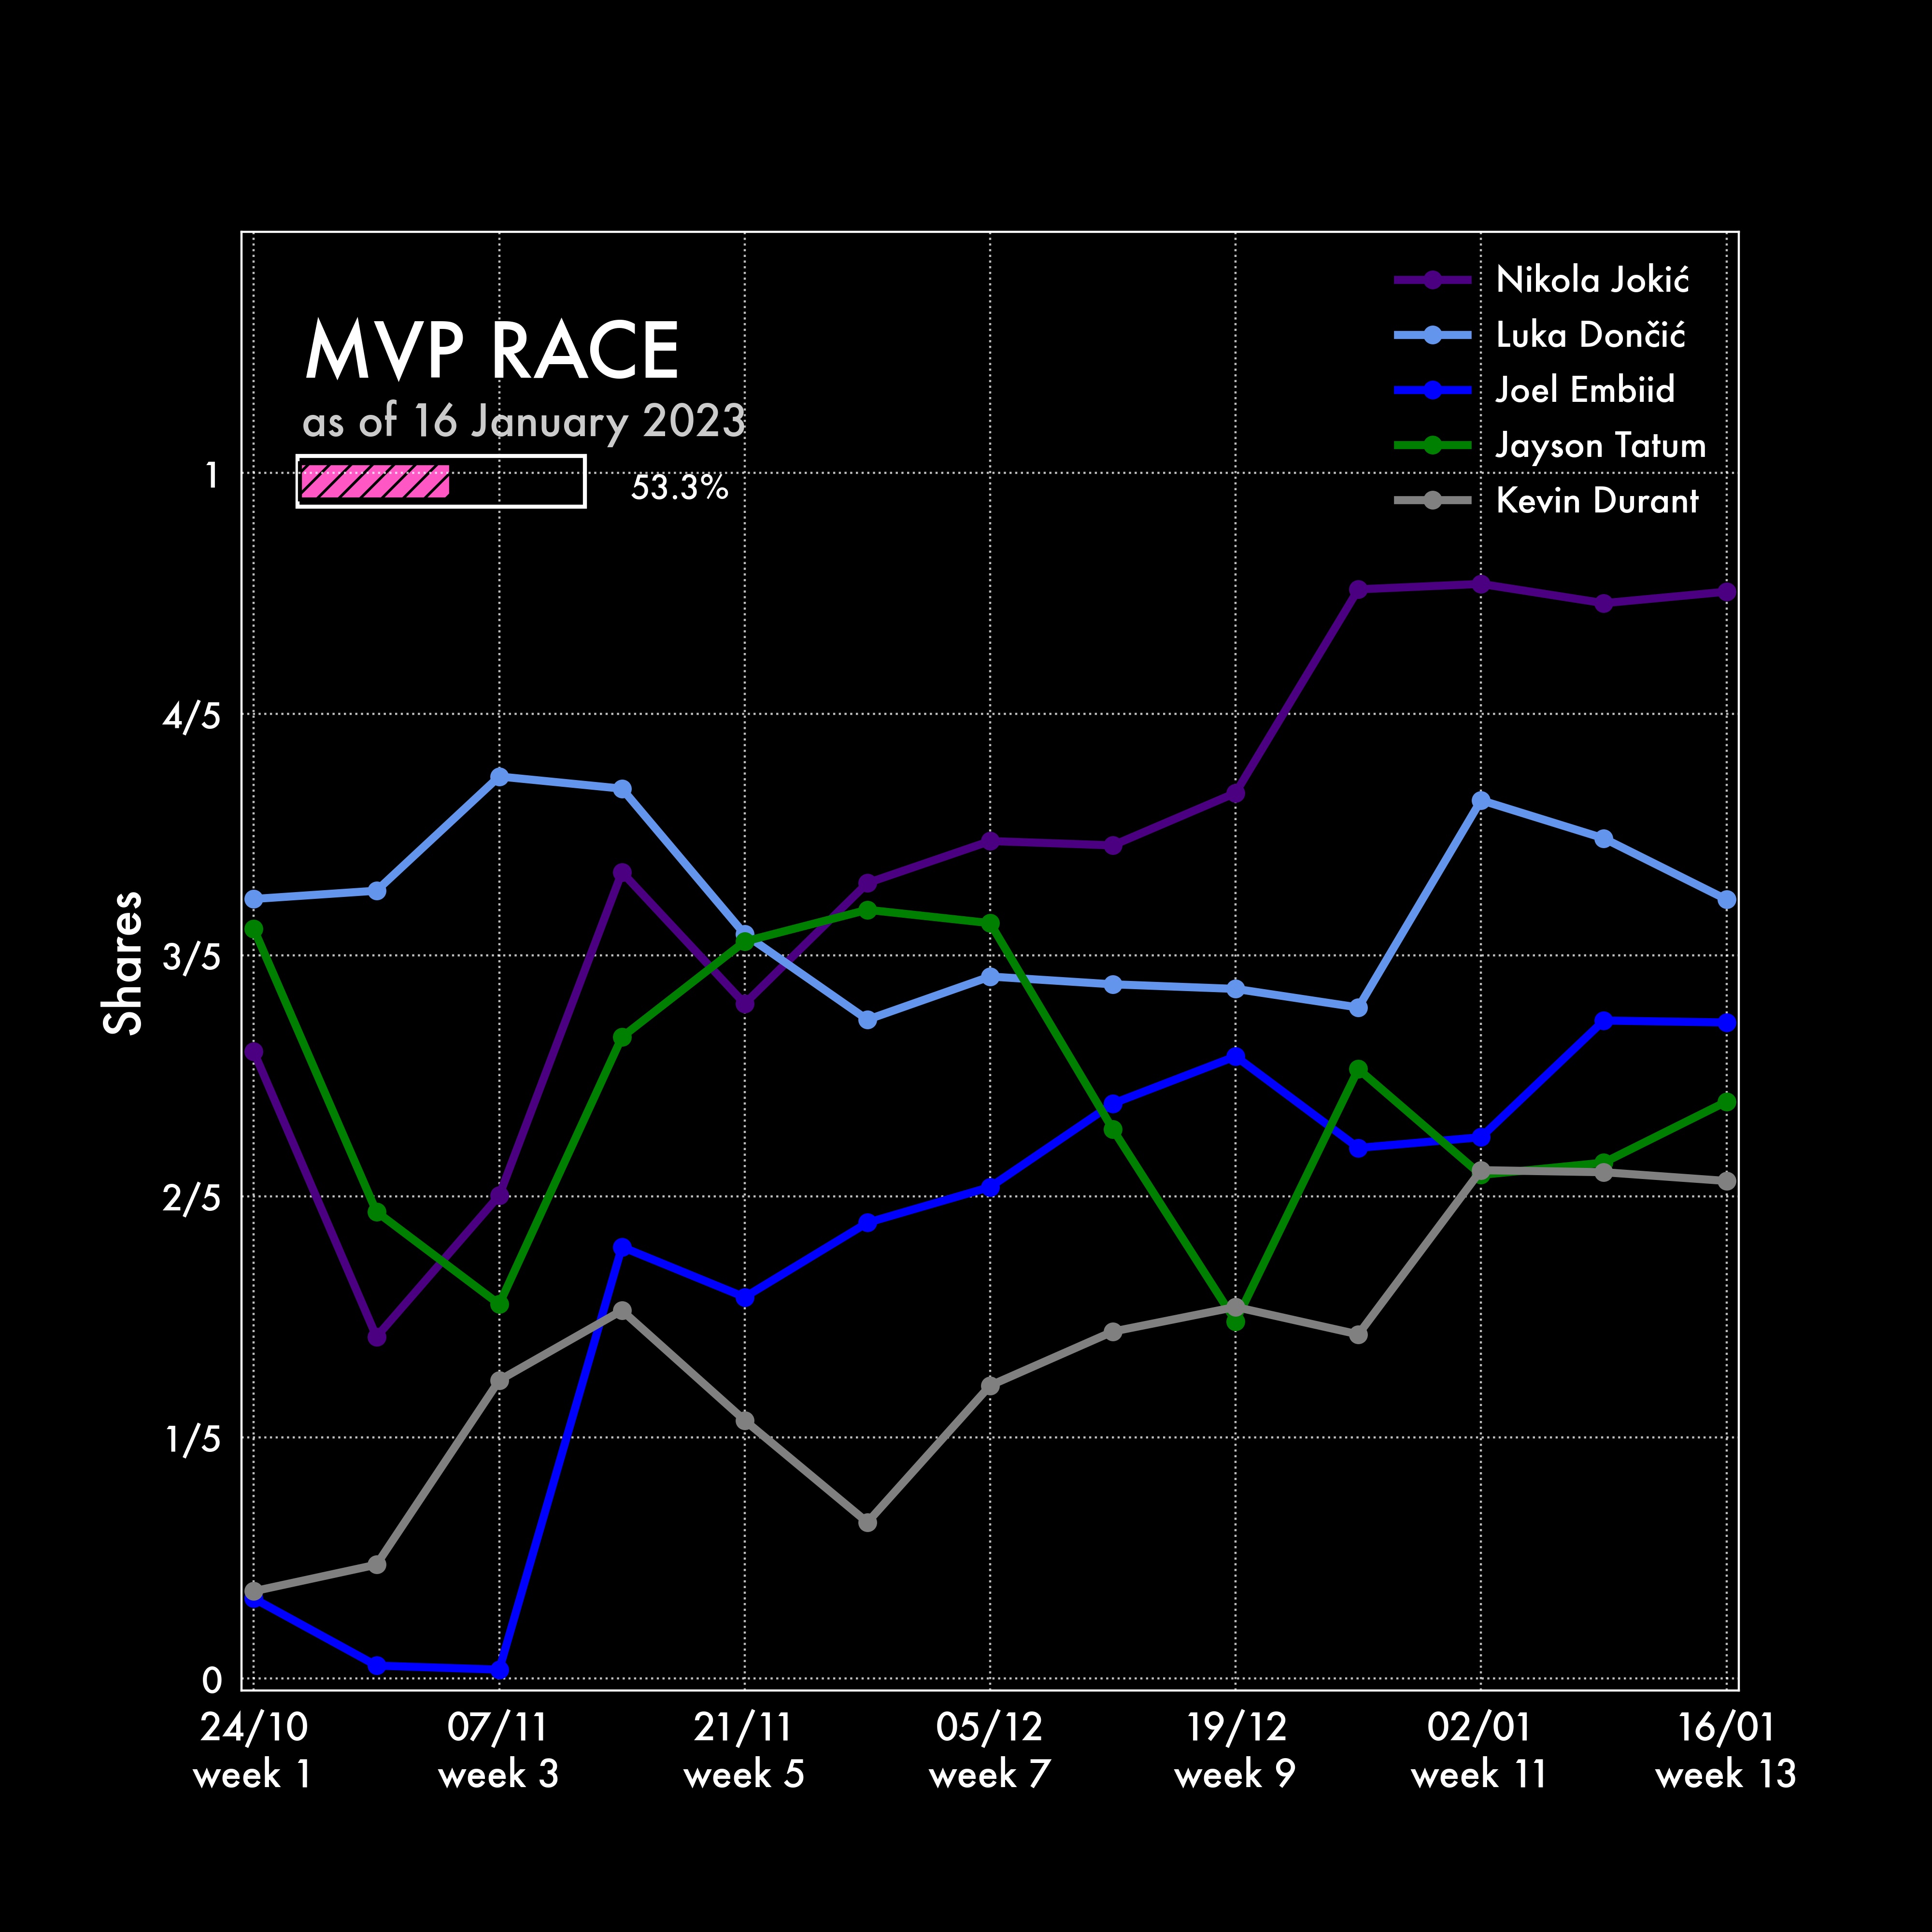 MVP RACE
as of 16 January 2023
53.3%
Nikola Jokić
Luka Dončić
Joel Embiid
Jayson Tatum
Kevin Durant
Shares
1
4/5
3/5
2/5
1/5
0
24/10 07/11 21/11 05/12 19/12 02/01 16/01
week 1 week 3 week 5 week 7 week 9 week 11 week 13